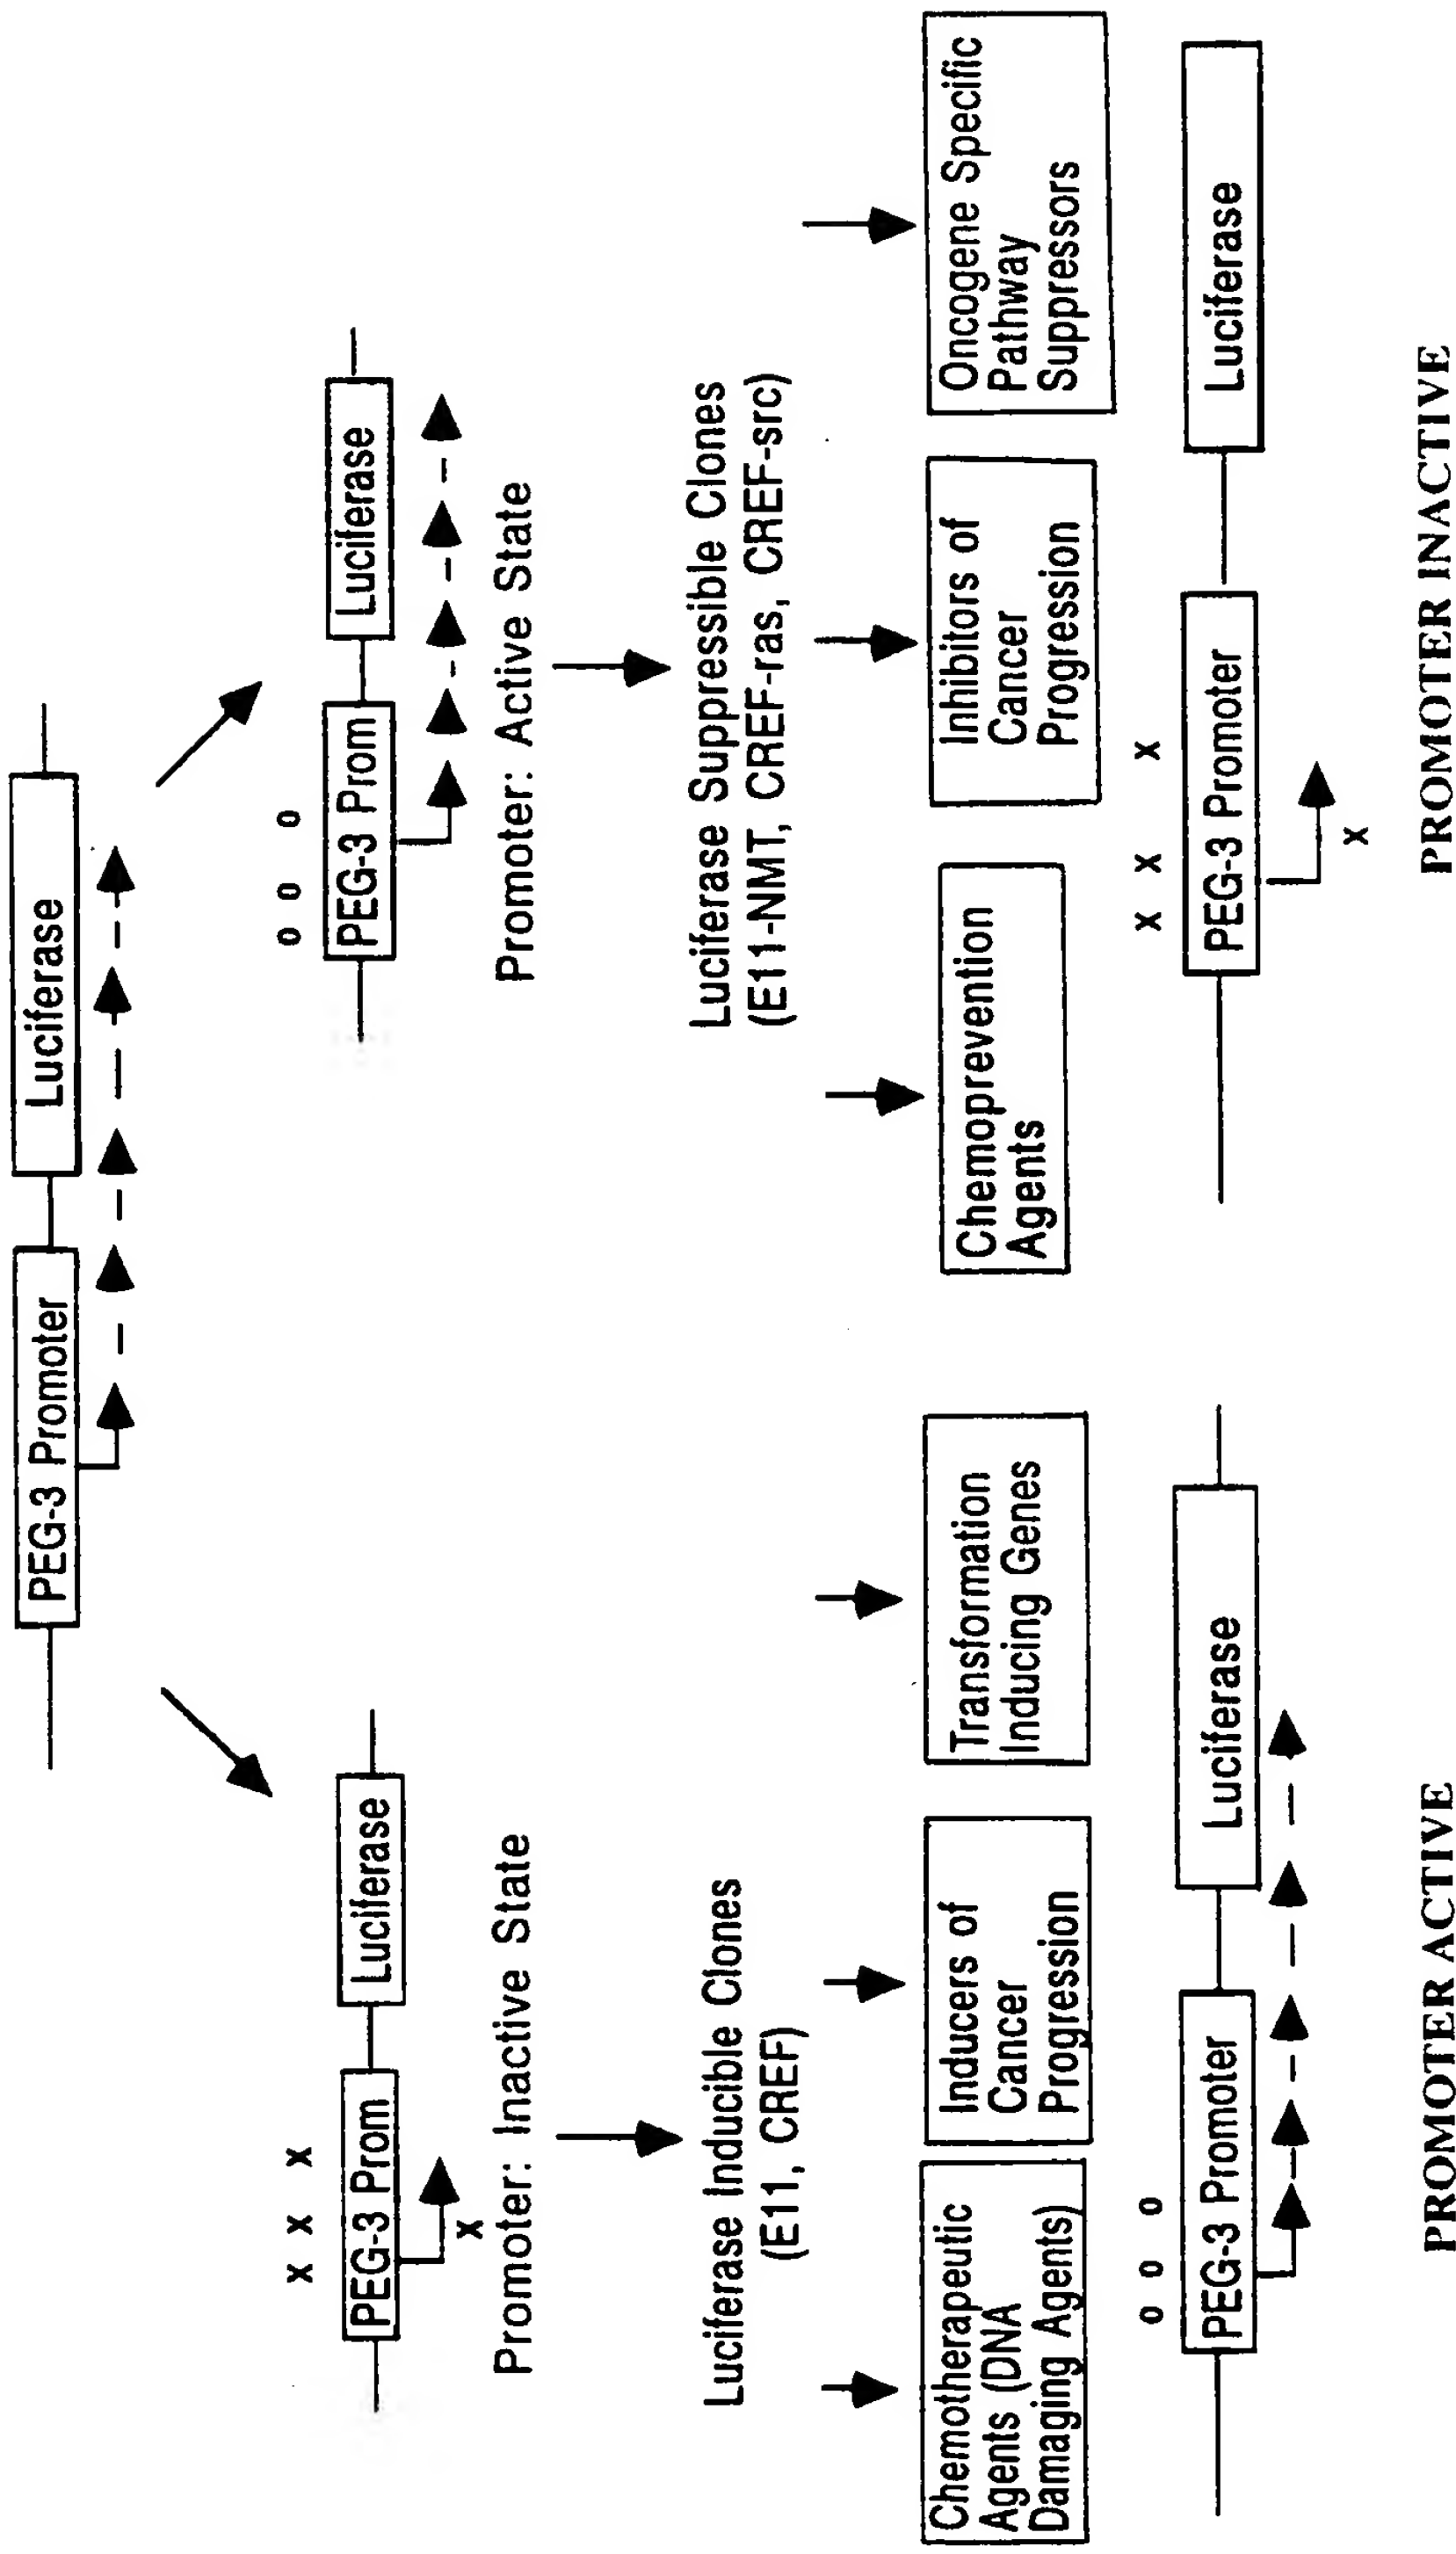 PEG-3 Promoter
Luciferase
X X X
PEG-3 Prom
Luciferase
X
Promoter: Inactive State
o o o
PEG-3 Prom
Luciferase
Promoter: Active State
Luciferase Inducible Clones
(E11, CREF)
Luciferase Suppressible Clones
(E11-NMT, CREF-ras, CREF-src)
Chemotherapeutic
Agents (DNA
Damaging Agents)
Inducers of
Cancer
Progression
Transformation
Inducing Genes
Chemoprevention
Agents
Inhibitors of
Cancer
Progression
Oncogene Specific
Pathway
Suppressors
o o o
PEG-3 Promoter
Luciferase
PROMOTER ACTIVE
X X X
PEG-3 Promoter
Luciferase
X
PROMOTER INACTIVE